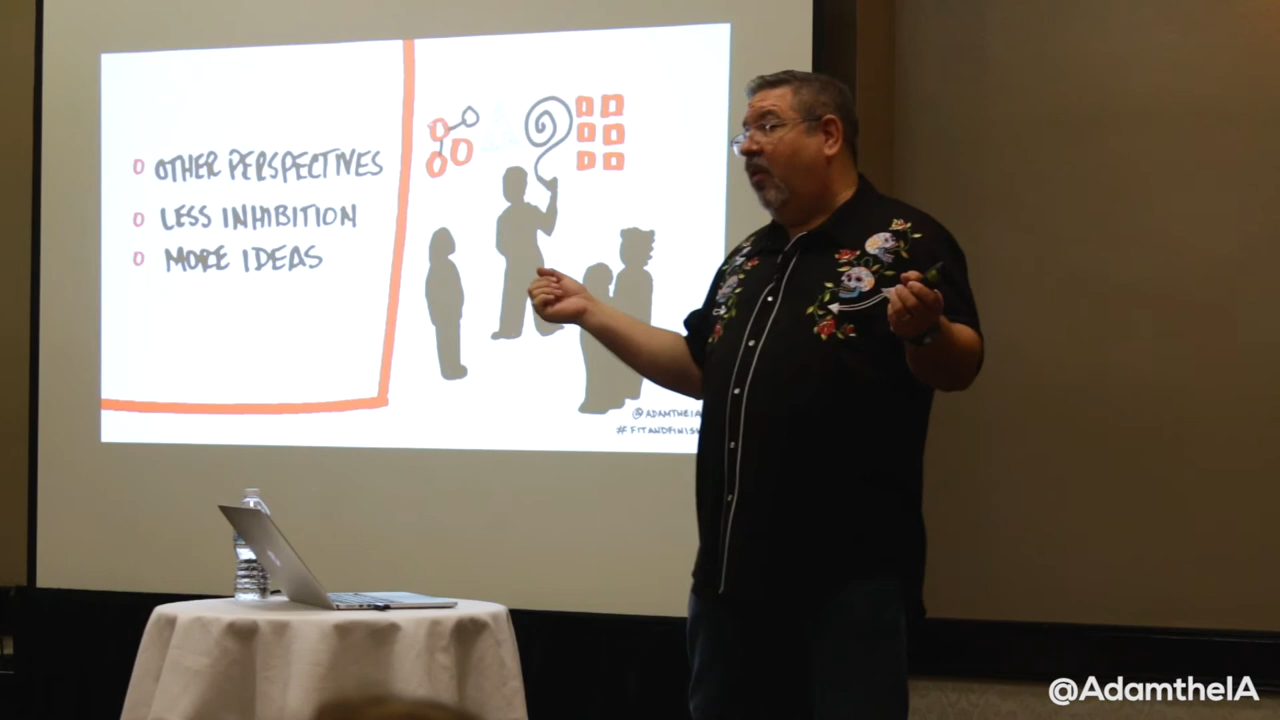 OTHER PERSPECTIVES
LESS INHIBITION
MORE IDEAS
@ADAMTHEIA
#FITANDFINISH
@AdamtheIA